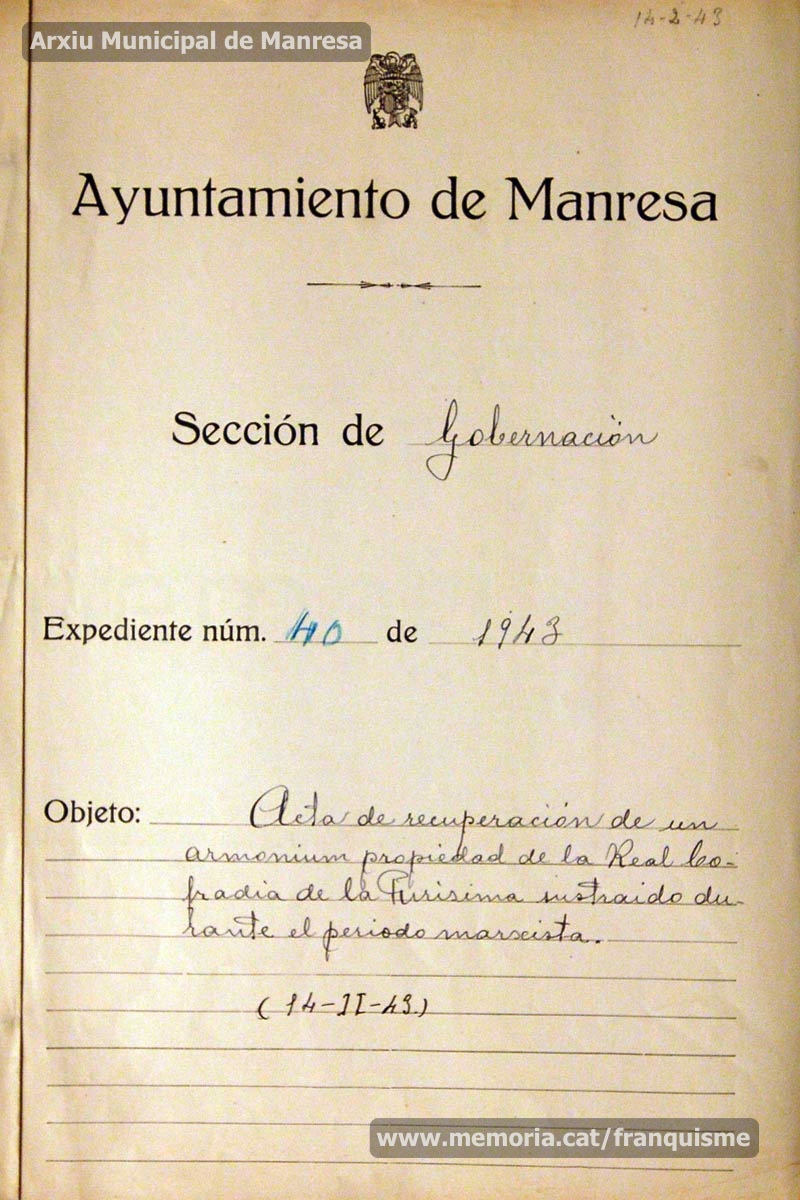 14-2-43
Arxiu Municipal de Manresa
Ayuntamiento de Manresa
Sección de Gobernación
Expediente núm. 40 de 1943
Objeto: Acta de recuperación de un
armonium propiedad de la Real Co-
fradia de la Purisima sustraido du-
rante el periodo marxista.
(14-II-43)
www.memoria.cat/franquisme